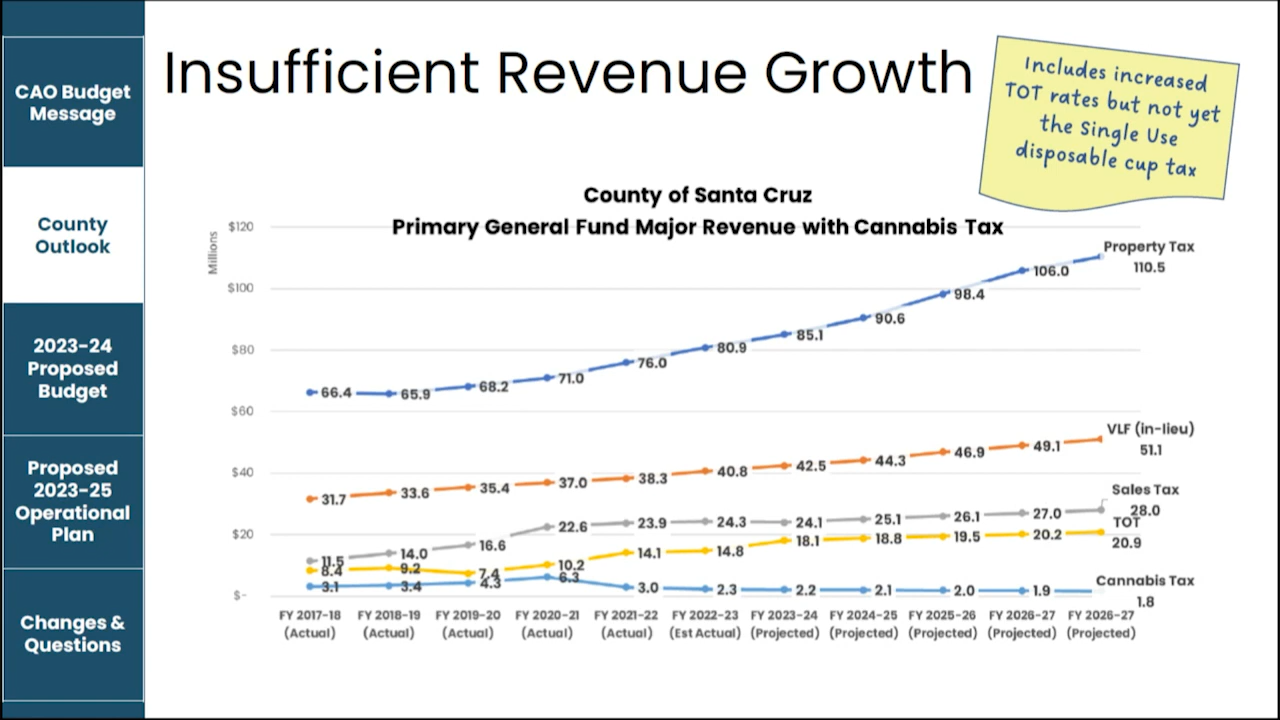 CAO Budget
Message
County
Outlook
2023-24
Proposed
Budget
Proposed
2023-25
Operational
Plan
Changes &
Questions
Insufficient Revenue Growth
Includes increased
TOT rates but not yet
the Single Use
disposable cup tax
County of Santa Cruz
Primary General Fund Major Revenue with Cannabis Tax
Millions
$120
$100
$80
$60
$40
$20
$-
66.4 65.9 68.2 71.0 76.0 80.9 85.1 90.6 98.4 106.0
Property Tax
110.5
31.7 33.6 35.4 37.0 38.3 40.8 42.5 44.3 46.9 49.1
VLF (in-lieu)
51.1
11.5 14.0 16.6 22.6 23.9 24.3 24.1 25.1 26.1 27.0
Sales Tax
28.0
8.4 9.2 7.4 10.2 14.1 14.8 18.1 18.8 19.5 20.2
TOT
20.9
3.1 3.4 4.3 6.3 3.0 2.3 2.2 2.1 2.0 1.9
Cannabis Tax
1.8
FY 2017-18 FY 2018-19 FY 2019-20 FY 2020-21 FY 2021-22 FY 2022-23 FY 2023-24 FY 2024-25 FY 2025-26 FY 2026-27 FY 2026-27
(Actual) (Actual) (Actual) (Actual) (Actual) (Est Actual) (Projected) (Projected) (Projected) (Projected) (Projected)